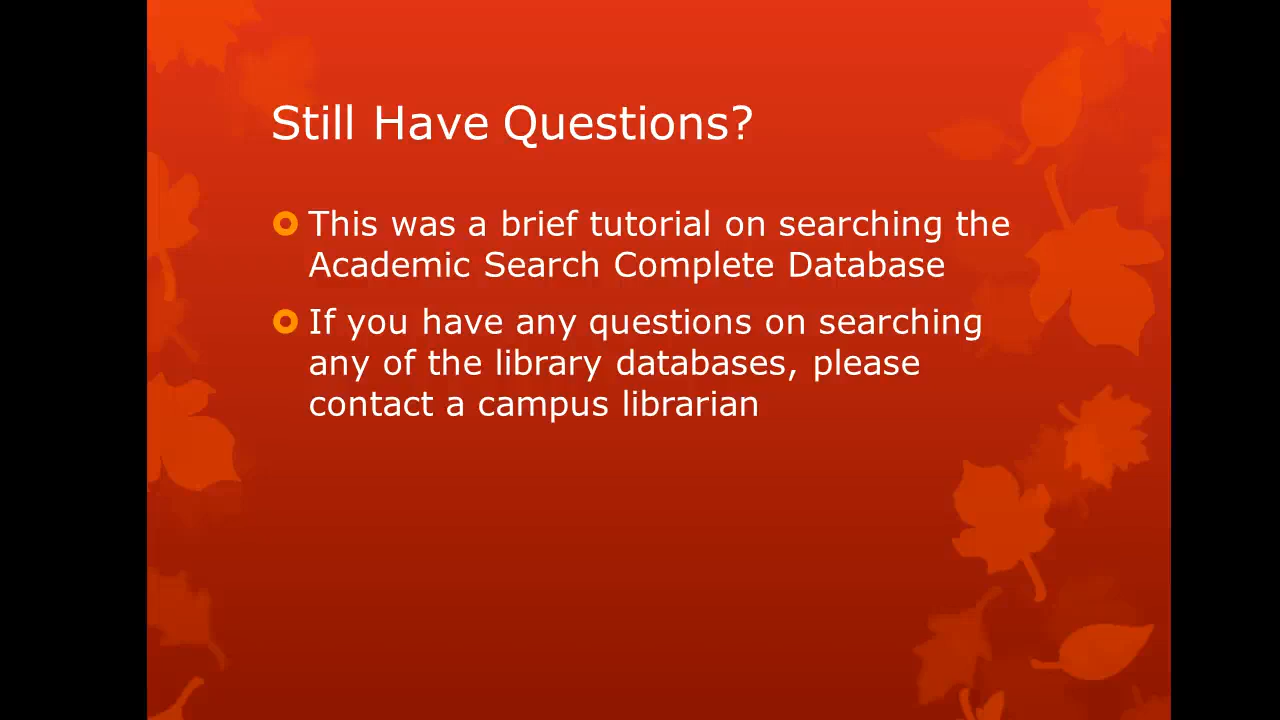 Still Have Questions?
This was a brief tutorial on searching the
Academic Search Complete Database
If you have any questions on searching
any of the library databases, please
contact a campus librarian